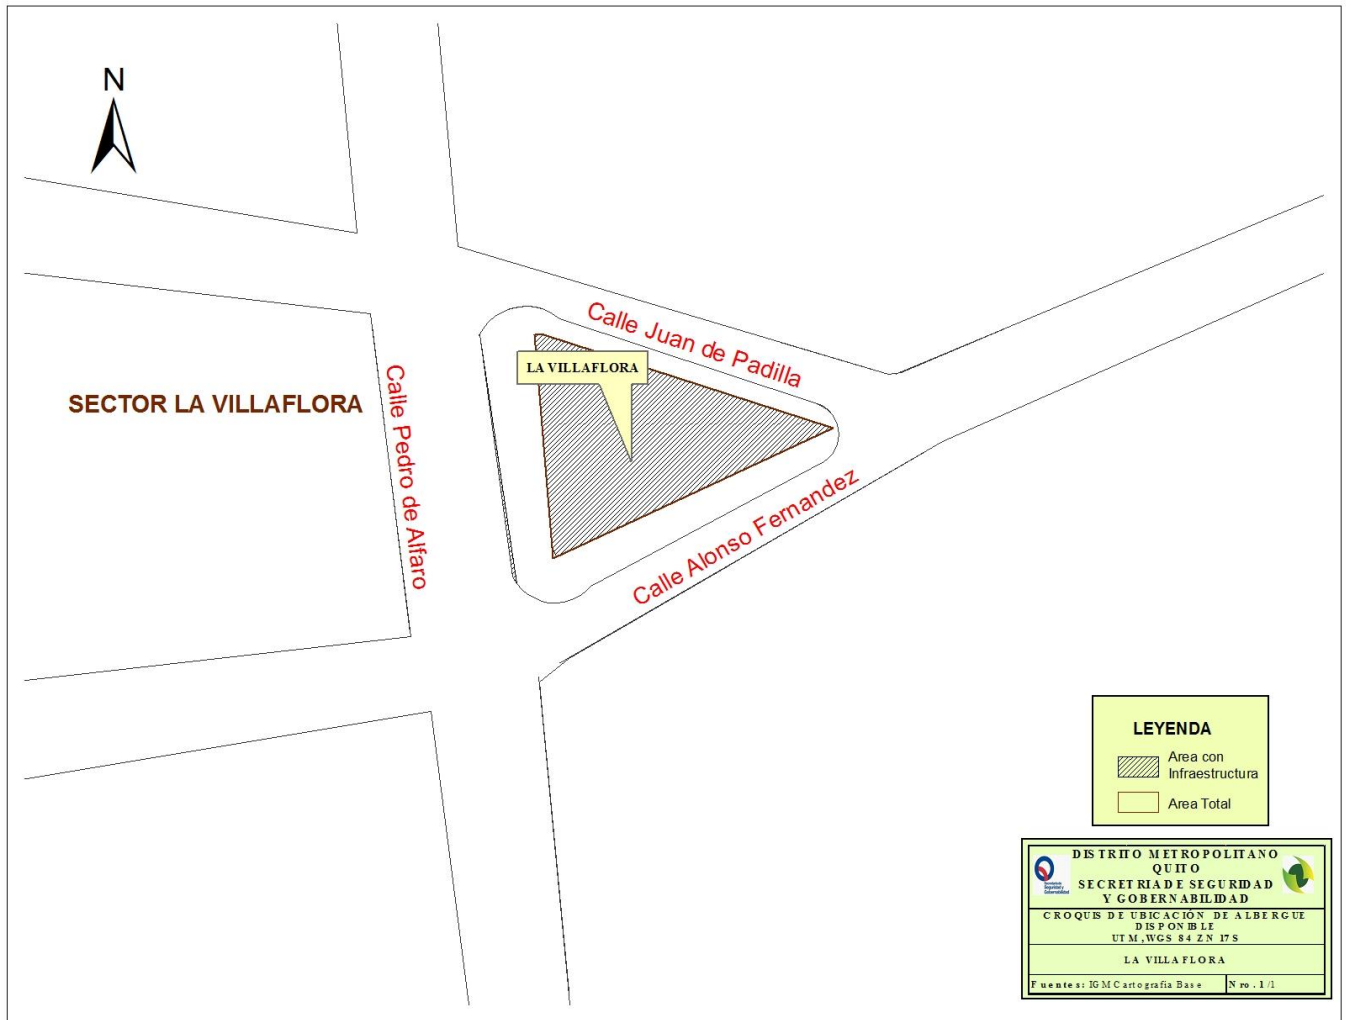 N
Calle Juan de Padilla
LA VILLAFLORA
SECTOR LA VILLAFLORA
Calle Pedro de Alfaro
Calle Alonso Fernandez
LEYENDA
Area con
Infraestructura
Area Total
DISTRITO METROPOLITANO
QUITO
SECRETRIA DE SEGURIDAD
Y GOBERNABILIDAD
CROQUIS DE UBICACIÓN DE ALBERGUE
DISPONIBLE
UTM, WGS 84 ZN 17S
LA VILLAFLORA
Fuentes: IGM Cartografia Base
Nro. 1/1